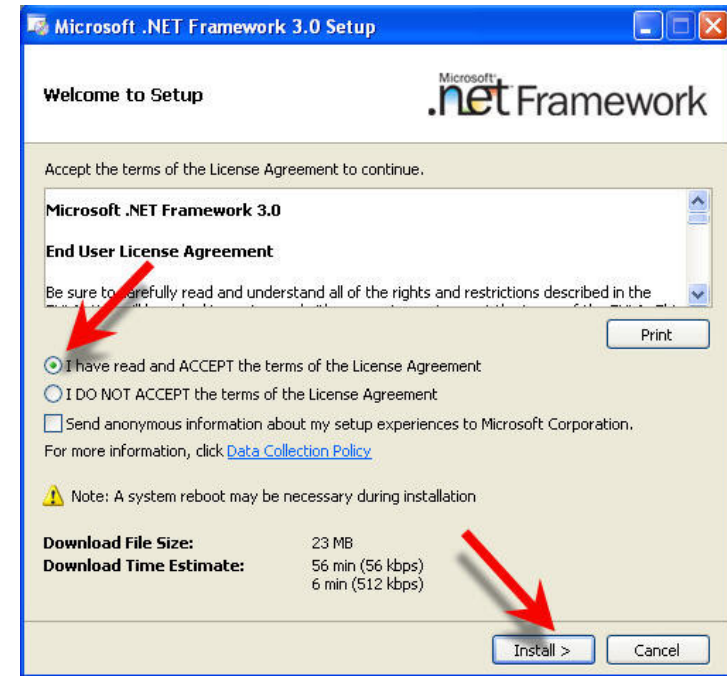 Microsoft .NET Framework 3.0 Setup
Welcome to Setup
Microsoft
.net Framework
Accept the terms of the License Agreement to continue.
Microsoft .NET Framework 3.0
End User License Agreement
Be sure to carefully read and understand all of the rights and restrictions described in the
Print
I have read and ACCEPT the terms of the License Agreement
I DO NOT ACCEPT the terms of the License Agreement
Send anonymous information about my setup experiences to Microsoft Corporation.
For more information, click Data Collection Policy
Note: A system reboot may be necessary during installation
Download File Size: 23 MB
Download Time Estimate: 56 min (56 kbps)
6 min (512 kbps)
Install >
Cancel